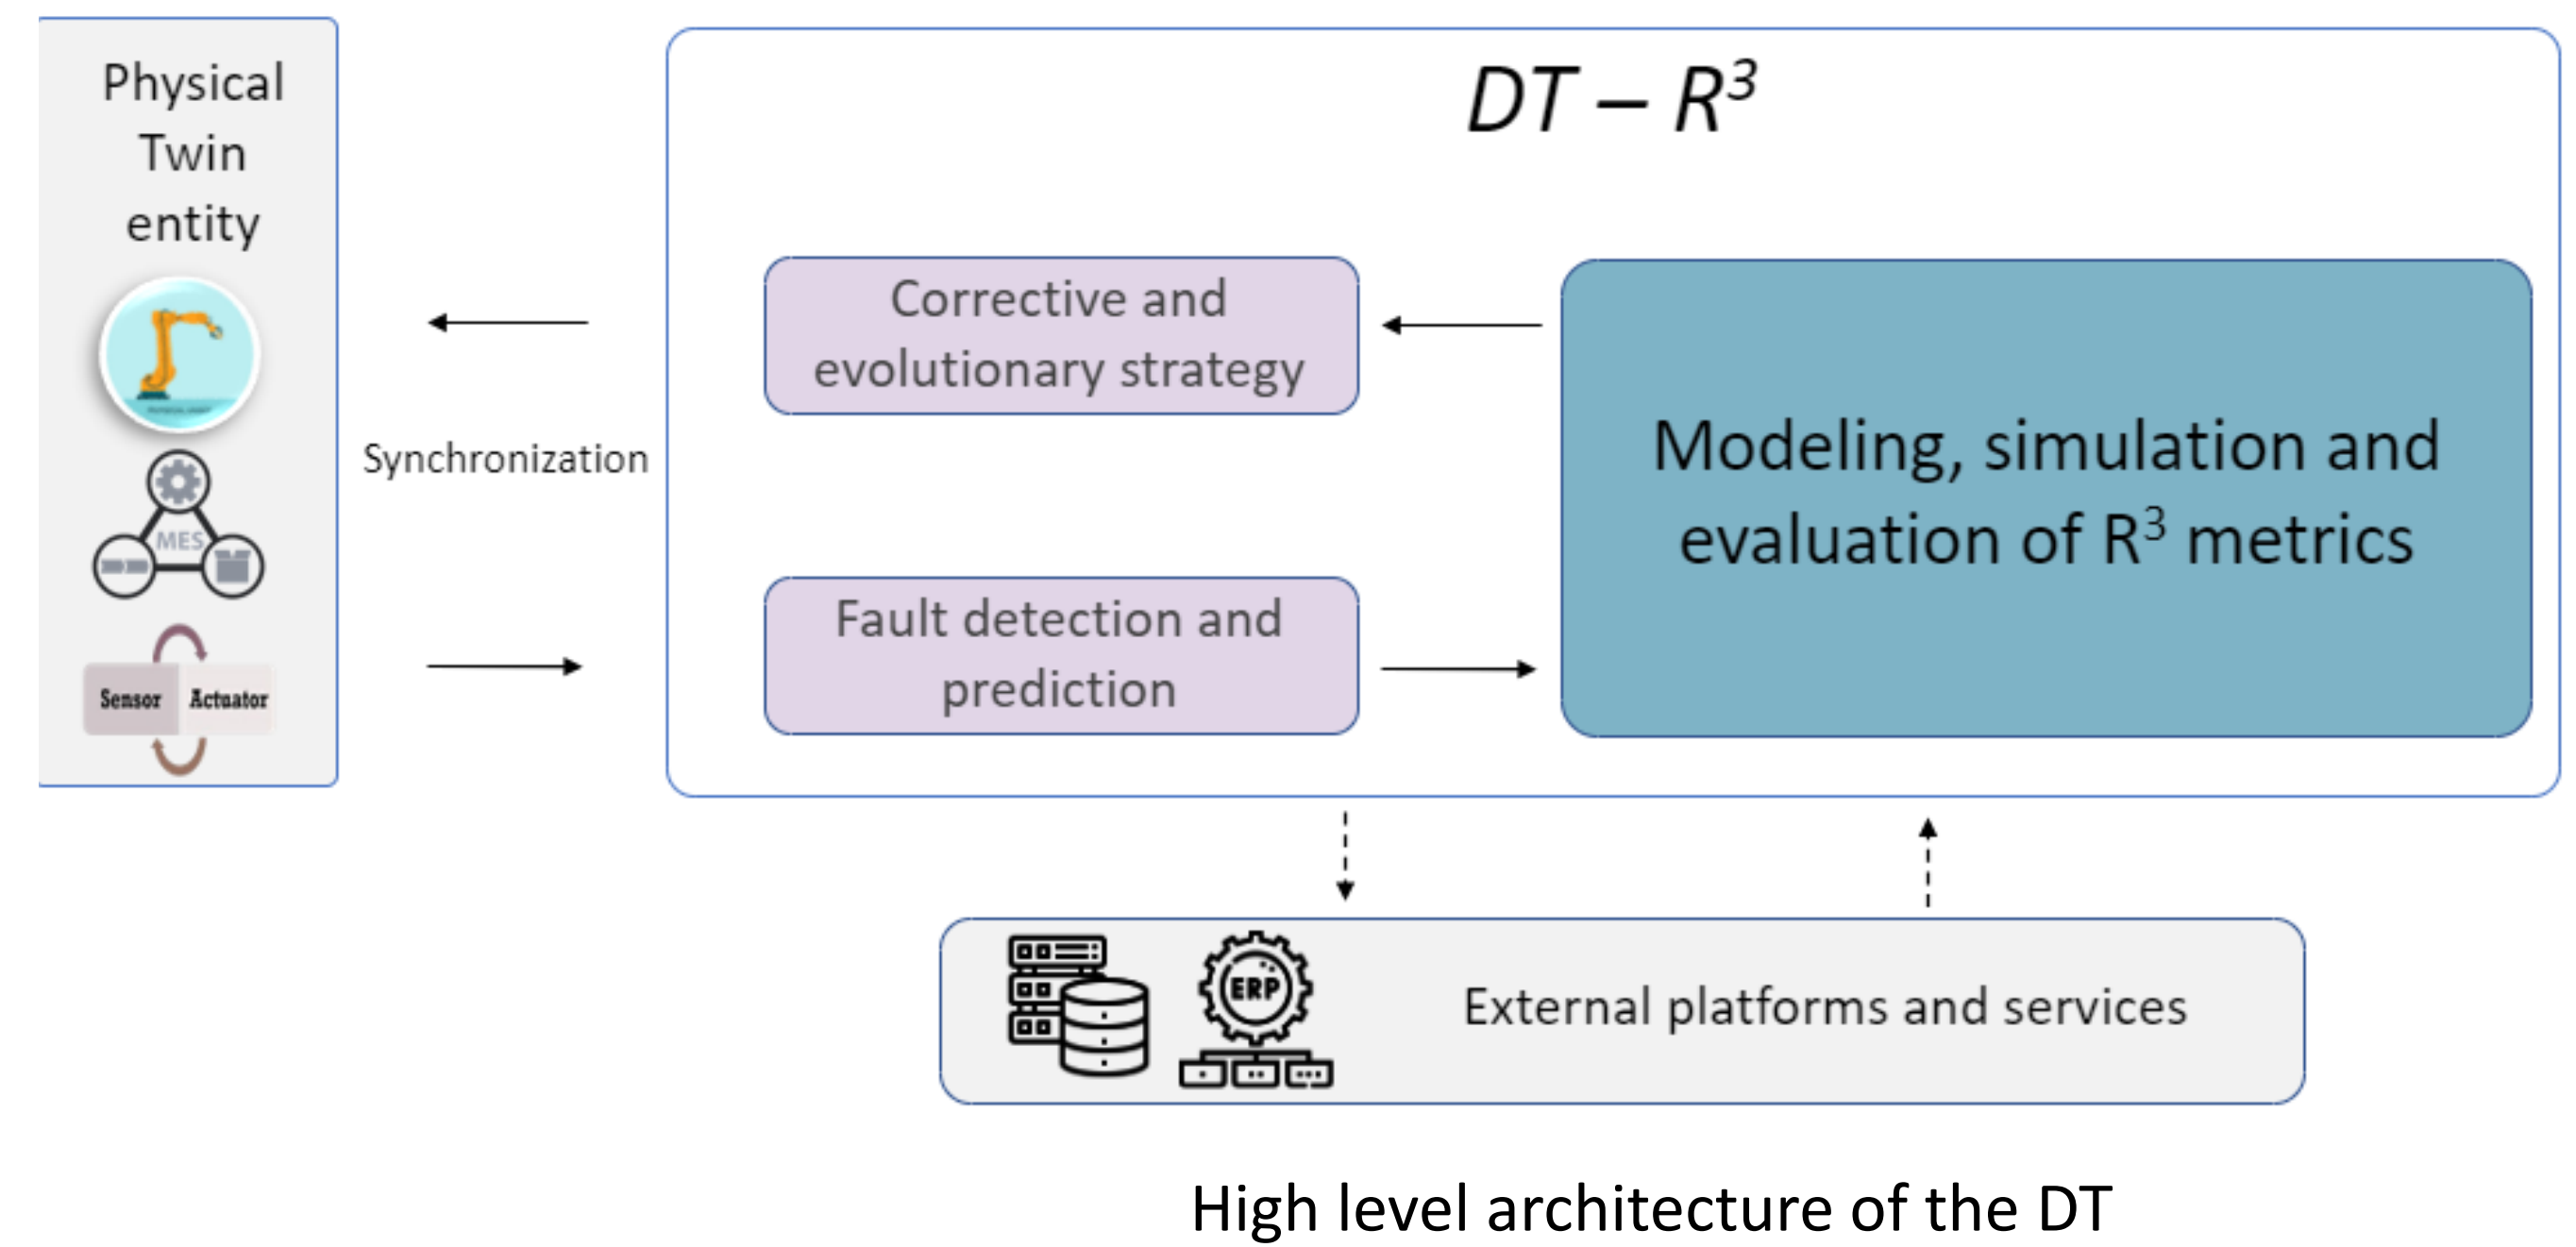 Physical
Twin
entity
MES
Sensor Actuator
Synchronization
DT – R³
Corrective and
evolutionary strategy
Fault detection and
prediction
Modeling, simulation and
evaluation of R³ metrics
ERP
External platforms and services
High level architecture of the DT